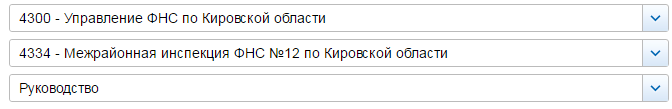 4300 - Управление ФНС по Кировской области
4334 - Межрайонная инспекция ФНС №12 по Кировской области
Руководство